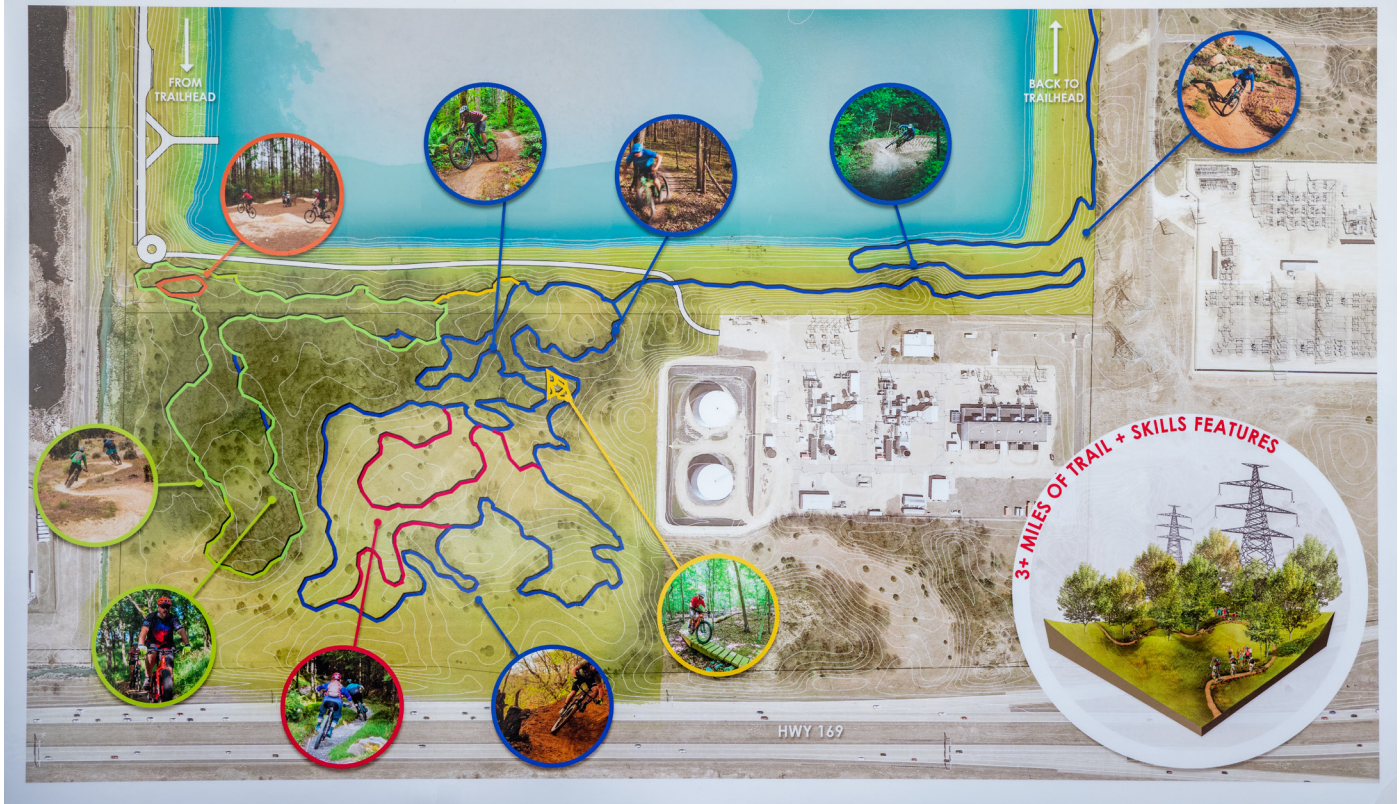 FROM
TRAILHEAD
BACK TO
TRAILHEAD
3+ MILES OF TRAIL + SKILLS FEATURES
HWY 169